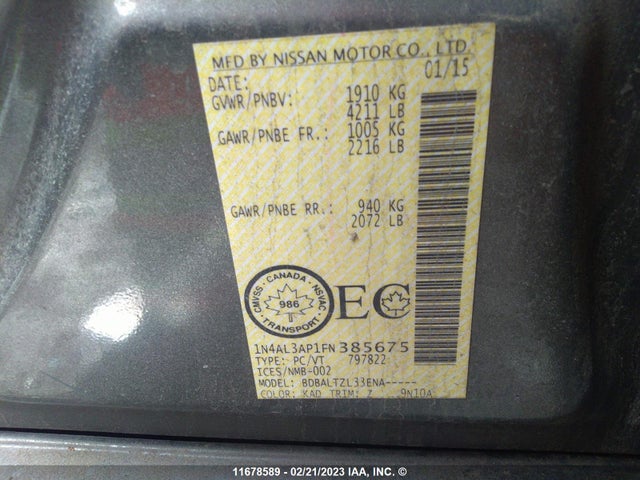 MFD BY NISSAN MOTOR CO., LTD.
DATE: 01/15
GVWR/PNBV: 1910 KG
4211 LB
GAWR/PNBE FR.: 1005 KG
2216 LB
GAWR/PNBE RR.: 940 KG
2072 LB
CANADA
CMVSS NSVAC
986
TRANSPORT
EC
1N4AL3AP1FN385675
TYPE: PC/VT 797822
ICES/NMB-002
MODEL: BDBALTZL33ENA-----
COLOR: KAD TRIM: Z 9N10A
11678589 - 02/21/2023 IAA, INC. ©